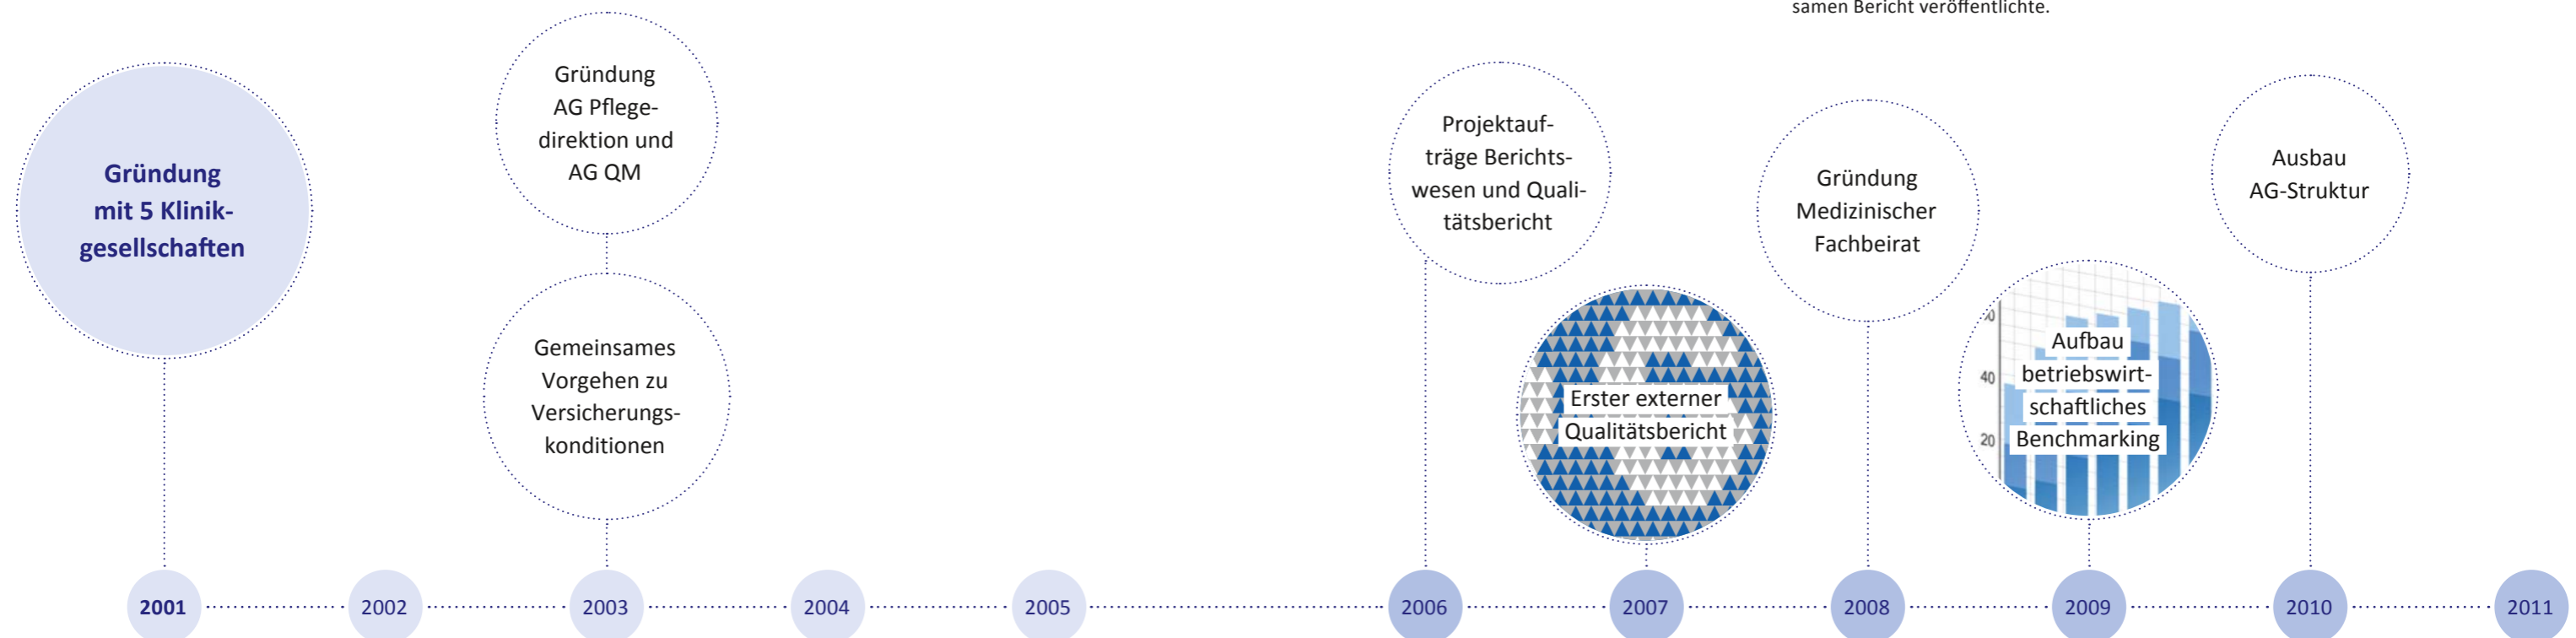 samen Bericht veröffentlichte.
Gründung
mit 5 Klinik-
gesellschaften
Gründung
AG Pflege-
direktion und
AG QM
Gemeinsames
Vorgehen zu
Versicherungs-
konditionen
Projektauf-
träge Berichts-
wesen und Quali-
tätsbericht
Erster externer
Qualitätsbericht
Gründung
Medizinischer
Fachbeirat
Aufbau
betriebswirt-
schaftliches
Benchmarking
40
20
Ausbau
AG-Struktur
2001
2002
2003
2004
2005
2006
2007
2008
2009
2010
2011